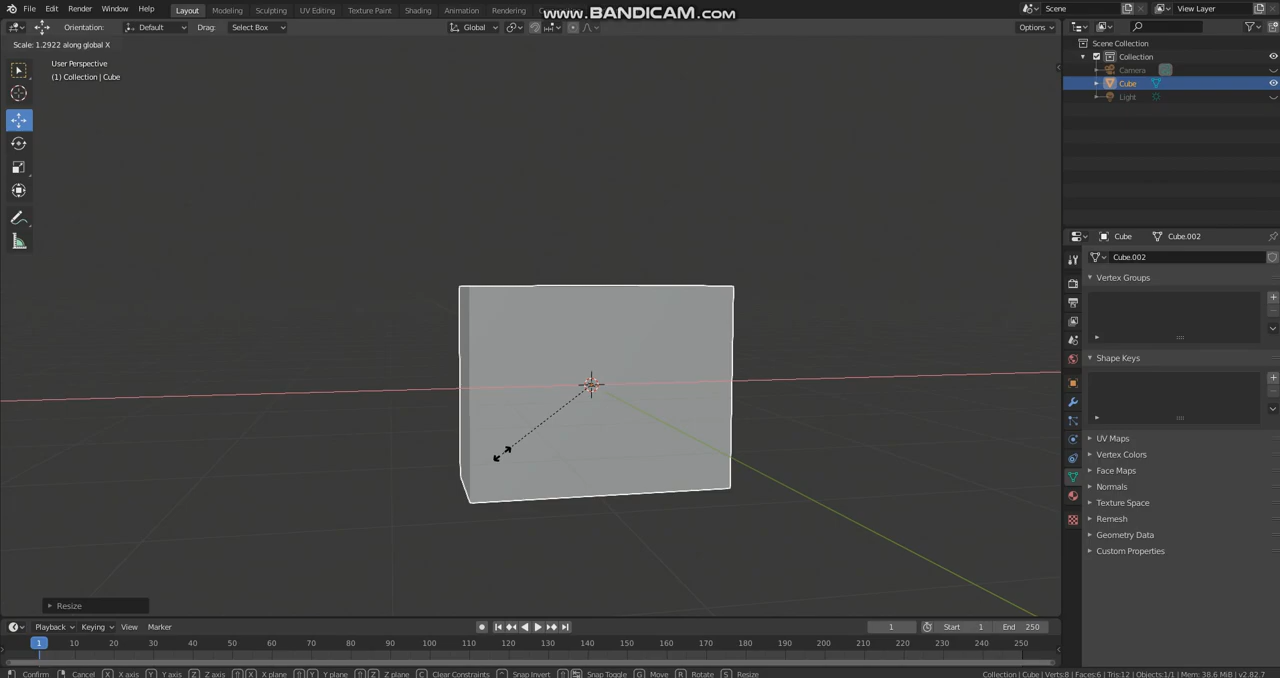 File Edit Render Window Help Layout Modeling Sculpting UV Editing Texture Paint Shading Animation Rendering
www.BANDICAM.com
Scene View Layer
Orientation: Default Drag: Select Box Global Options
Scale: 1.2922 along global X
User Perspective
(1) Collection | Cube
Scene Collection
Collection
Camera
Cube
Light
Cube Cube.002
Cube.002
Vertex Groups
Shape Keys
UV Maps
Vertex Colors
Face Maps
Normals
Texture Space
Remesh
Geometry Data
Custom Properties
Resize
Playback Keying View Marker 1 Start 1 End 250
1 10 20 30 40 50 60 70 80 90 100 110 120 130 140 150 160 170 180 190 200 210 220 230 240 250
Confirm Cancel X X axis Y Y axis Z Z axis X X plane Y Y plane Z Z plane C Clear Constraints Snap Invert Snap Toggle G Move R Rotate S Resize Collection | Cube | Verts:8 | Faces:6 | Tris:12 | Objects:1/1 | Mem: 38.6 MiB | v2.82.7